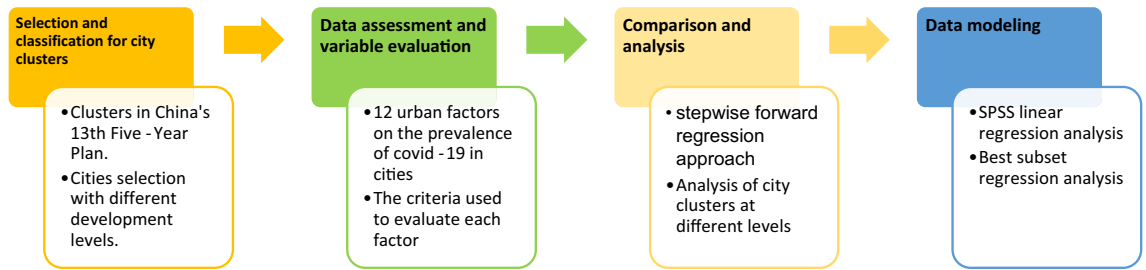 Selection and
classification for city
clusters
•Clusters in China's
13th Five -Year
Plan.
•Cities selection
with different
development
levels.
Data assessment and
variable evaluation
•12 urban factors
on the prevalence
of covid -19 in
cities
•The criteria used
to evaluate each
factor
Comparison and
analysis
•stepwise forward
regression
approach
•Analysis of city
clusters at
different levels
Data modeling
•SPSS linear
regression analysis
•Best subset
regression analysis